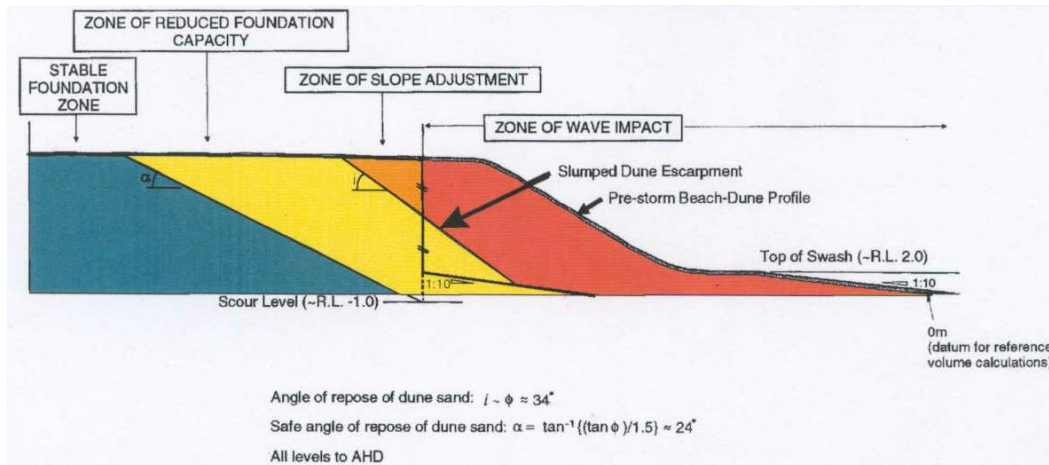 ZONE OF REDUCED FOUNDATION
CAPACITY
STABLE
FOUNDATION
ZONE
ZONE OF SLOPE ADJUSTMENT
ZONE OF WAVE IMPACT
Slumped Dune Escarpment
α
i
Pre-storm Beach-Dune Profile
Top of Swash (~R.L. 2.0)
1:10
1:10
Scour Level (~R.L. -1.0)
0m
(datum for reference
volume calculations)
Angle of repose of dune sand: i ~ ϕ ≈ 34°
Safe angle of repose of dune sand: α = tan⁻¹{(tan ϕ)/1.5} ≈ 24°
All levels to AHD